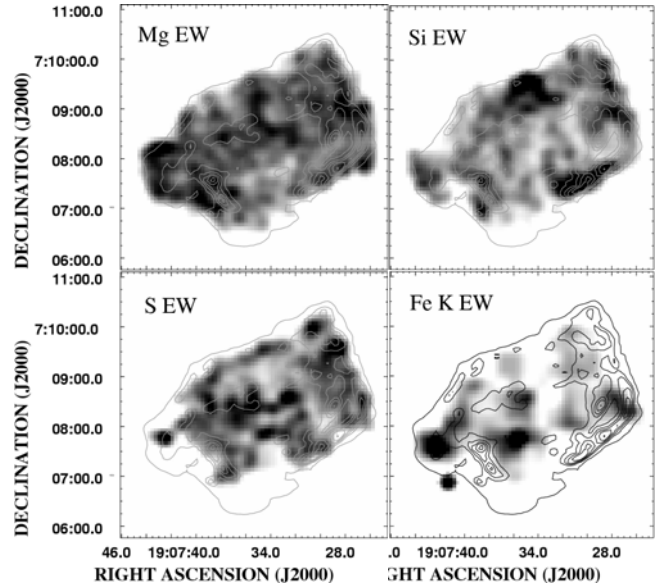 11:00.0
Mg EW
Si EW
7:10:00.0
09:00.0
08:00.0
07:00.0
06:00.0
DECLINATION (J2000)
11:00.0
S EW
Fe K EW
7:10:00.0
09:00.0
08:00.0
07:00.0
06:00.0
DECLINATION (J2000)
46.0 19:07:40.0 34.0 28.0 .0 19:07:40.0 34.0 28.0
RIGHT ASCENSION (J2000) GHT ASCENSION (J2000)